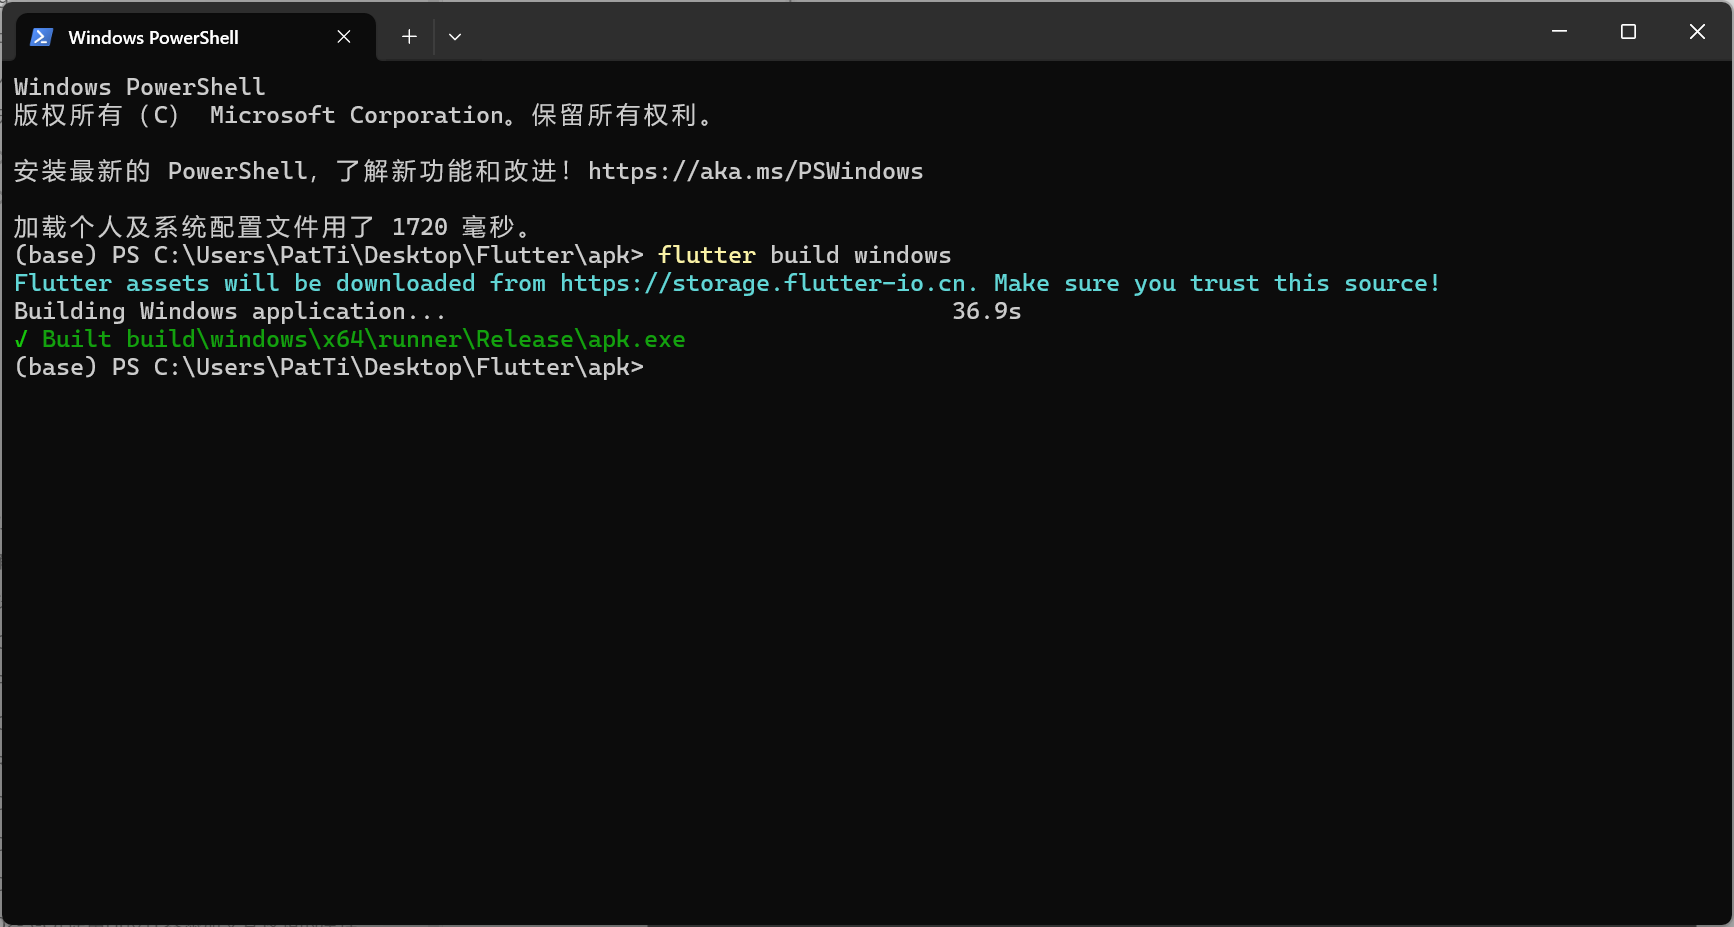 Windows PowerShell
Windows PowerShell
版权所有（C） Microsoft Corporation。保留所有权利。
安装最新的 PowerShell，了解新功能和改进！https://aka.ms/PSWindows
加载个人及系统配置文件用了 1720 毫秒。
(base) PS C:\Users\PatTi\Desktop\Flutter\apk> flutter build windows
Flutter assets will be downloaded from https://storage.flutter-io.cn. Make sure you trust this source!
Building Windows application... 36.9s
√ Built build\windows\x64\runner\Release\apk.exe
(base) PS C:\Users\PatTi\Desktop\Flutter\apk>